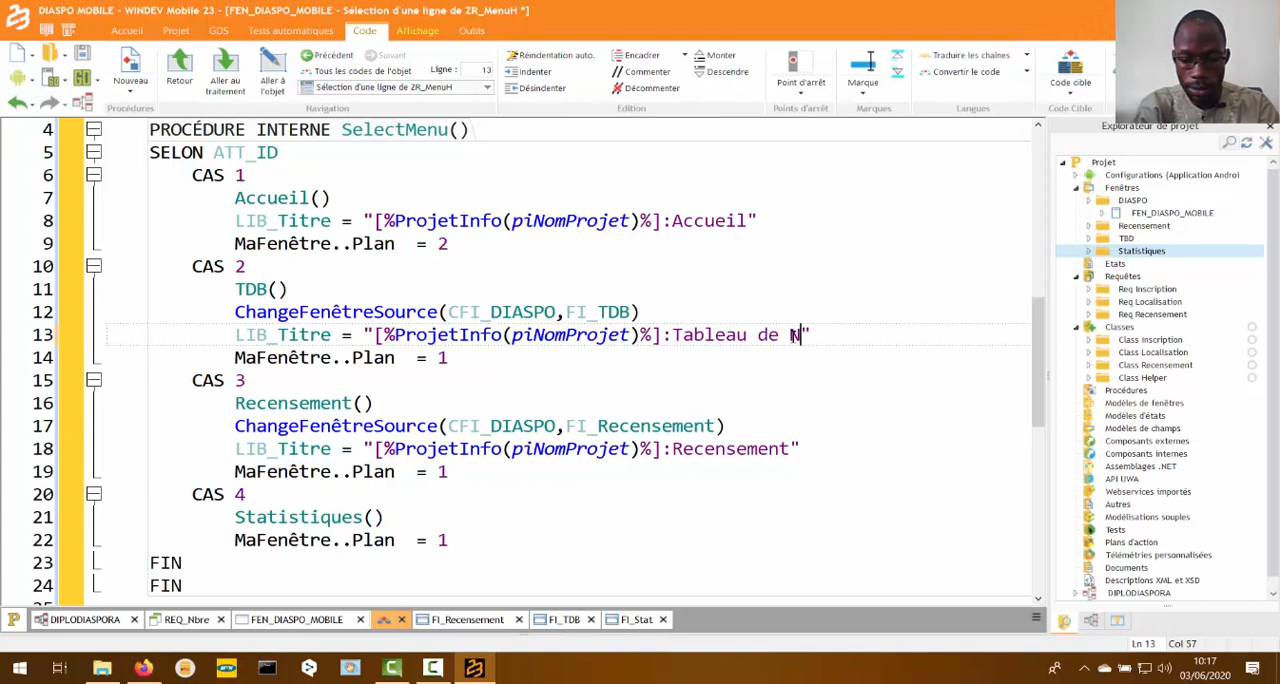 DIASPO MOBILE - WINDEV Mobile 23 - [FEN_DIASPO_MOBILE - Sélection d'une ligne de ZR_MenuH *]
Accueil Projet GDS Tests automatiques Code Affichage Outils
Nouveau
Procédures
Retour
Aller au traitement
Aller à l'objet
Précédent Suivant
Tous les codes de l'objet Ligne : 13
Sélection d'une ligne de ZR_MenuH
Navigation
Réindentation auto.
Indenter
Désindenter
Encadrer
Commenter
Décommenter
Monter
Descendre
Edition
Point d'arrêt
Points d'arrêt
Marque
Marques
Traduire les chaînes
Convertir le code
Langues
Code cible
Code Cible
4 PROCÉDURE INTERNE SelectMenu()
5 SELON ATT_ID
6 CAS 1
7 Accueil()
8 LIB_Titre = "[%ProjetInfo(piNomProjet)%]:Accueil"
9 MaFenêtre..Plan = 2
10 CAS 2
11 TDB()
12 ChangeFenêtreSource(CFI_DIASPO,FI_TDB)
13 LIB_Titre = "[%ProjetInfo(piNomProjet)%]:Tableau de N"
14 MaFenêtre..Plan = 1
15 CAS 3
16 Recensement()
17 ChangeFenêtreSource(CFI_DIASPO,FI_Recensement)
18 LIB_Titre = "[%ProjetInfo(piNomProjet)%]:Recensement"
19 MaFenêtre..Plan = 1
20 CAS 4
21 Statistiques()
22 MaFenêtre..Plan = 1
23 FIN
24 FIN
Explorateur de projet
Projet
Configurations (Application Androi
Fenêtres
DIASPO
FEN_DIASPO_MOBILE
Recensement
TBD
Statistiques
Etats
Requêtes
Req Inscription
Req Localisation
Req Recensement
Classes
Class Inscription
Class Localisation
Class Recensement
Class Helper
Procédures
Modèles de fenêtres
Modèles d'états
Modèles de champs
Composants externes
Composants internes
Assemblages .NET
API UWA
Webservices importés
Autres
Modélisations souples
Tests
Plans d'action
Télémétries personnalisées
Documents
Descriptions XML et XSD
DIPLODIASPORA
DIPLODIASPORA REQ_Nbre FEN_DIASPO_MOBILE FI_Recensement FI_TDB FI_Stat
Ln 13 Col 57
10:17
03/06/2020